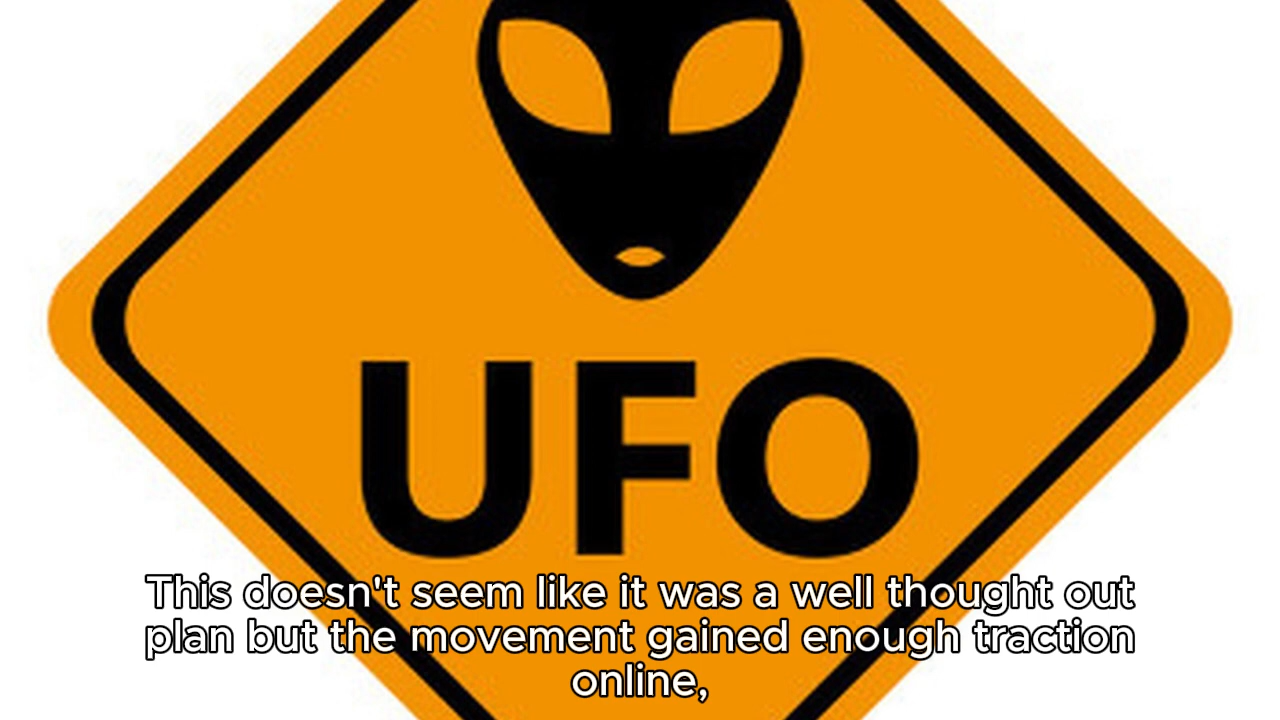 UFO
This doesn't seem like it was a well thought out
plan but the movement gained enough traction
online,